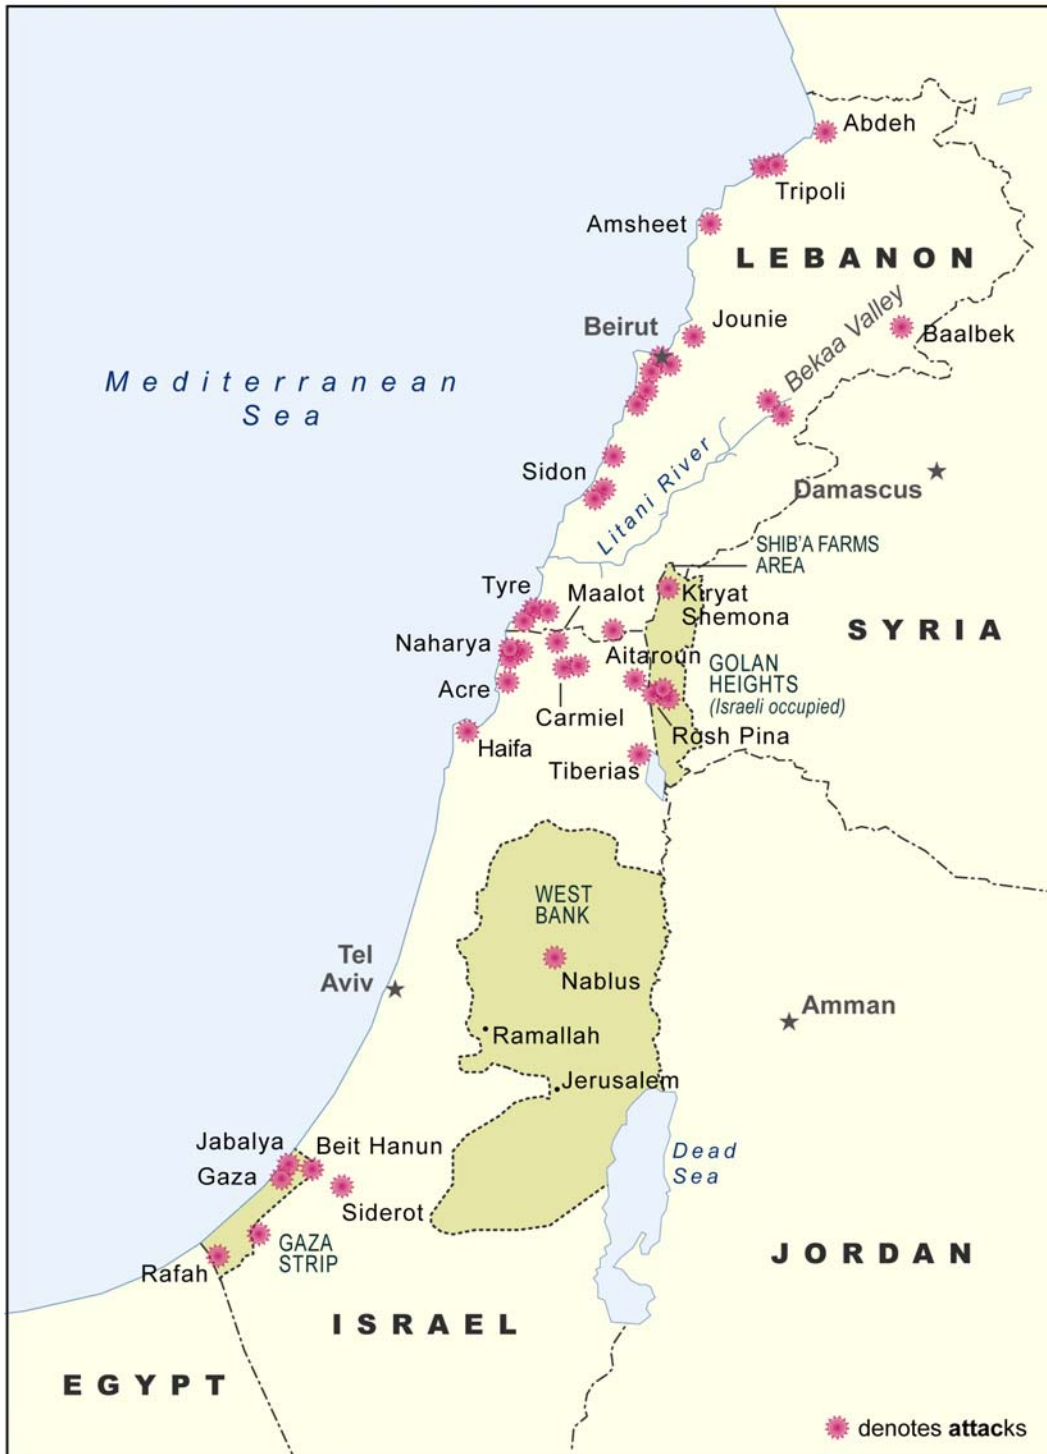 Abdeh
Tripoli
Amsheet
LEBANON
Jounie
Beirut
Bekaa Valley
Baalbek
Mediterranean
Sea
Sidon
Litani River
Damascus
SHIB'A FARMS
AREA
Tyre
Maalot
Kiryat
Shemona
SYRIA
Naharya
Aitaroun
GOLAN
HEIGHTS
(Israeli occupied)
Acre
Carmiel
Rosh Pina
Haifa
Tiberias
WEST
BANK
Tel
Aviv
Nablus
Amman
Ramallah
Jerusalem
Jabalya
Beit Hanun
Dead
Sea
Gaza
Siderot
GAZA
STRIP
Rafah
JORDAN
ISRAEL
EGYPT
denotes attacks